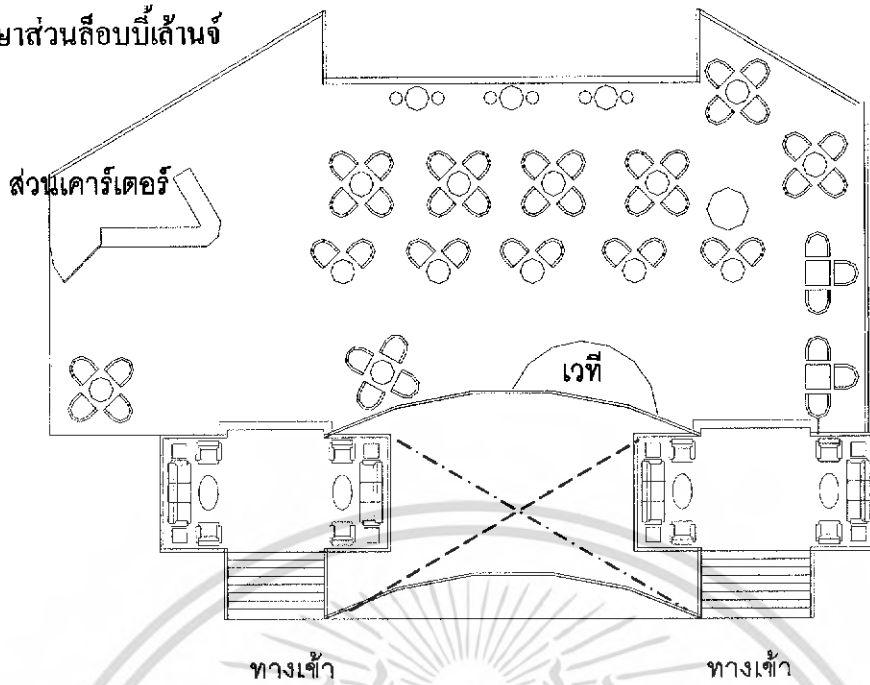 ษาส่วนล็อบบี้เล้านจ์
ส่วนเคาร์เตอร์
เวที
ทางเข้า
ทางเข้า